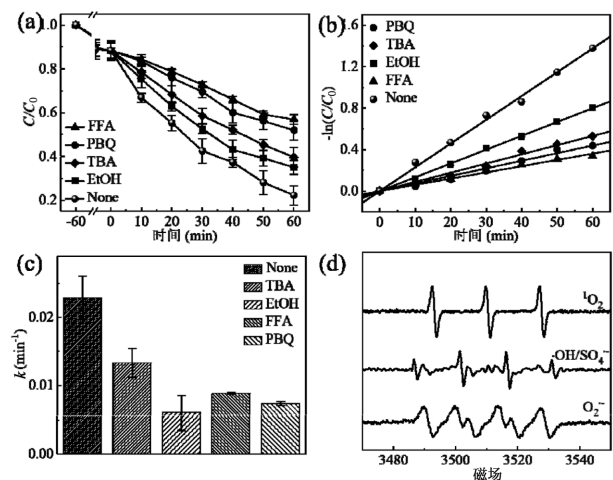 (a)
1.0
0.8
0.6
0.4
0.2
C/C0
FFA
PBQ
TBA
EtOH
None
-60 0 10 20 30 40 50 60
时间 (min)
(b)
-1.6
-1.2
0.8
0.4
0.0
-ln(C/C0)
PBQ
TBA
EtOH
FFA
None
0 10 20 30 40 50 60
时间 (min)
(c)
0.02
0.01
0.00
k (min⁻¹)
None
TBA
EtOH
FFA
PBQ
(d)
¹O₂
·OH/SO₄·⁻
O₂·⁻
3480 3500 3520 3540
磁场